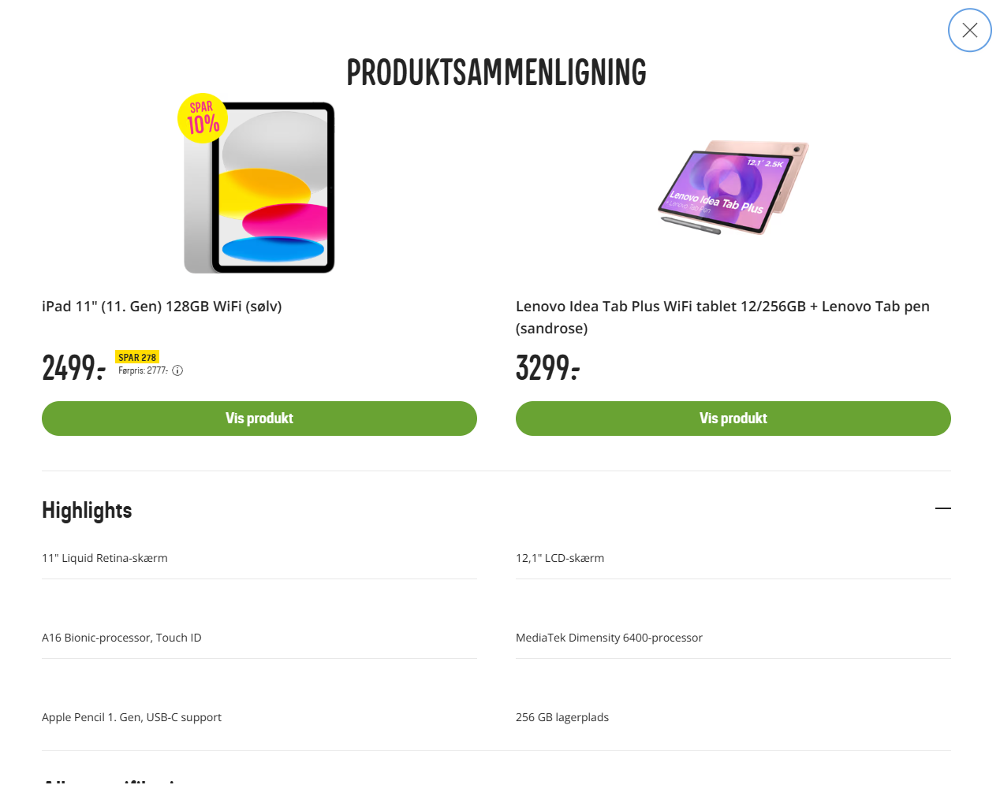 PRODUKTSAMMENLIGNING
SPAR
10%
12.1" 2.5K
Lenovo Idea Tab Plus
+ Lenovo Tab Pen
iPad 11" (11. Gen) 128GB WiFi (sølv)
Lenovo Idea Tab Plus WiFi tablet 12/256GB + Lenovo Tab pen
(sandrose)
2499.-
SPAR 278
Førpris: 2777.-
3299.-
Vis produkt
Vis produkt
Highlights
11" Liquid Retina-skærm
12,1" LCD-skærm
A16 Bionic-processor, Touch ID
MediaTek Dimensity 6400-processor
Apple Pencil 1. Gen, USB-C support
256 GB lagerplads